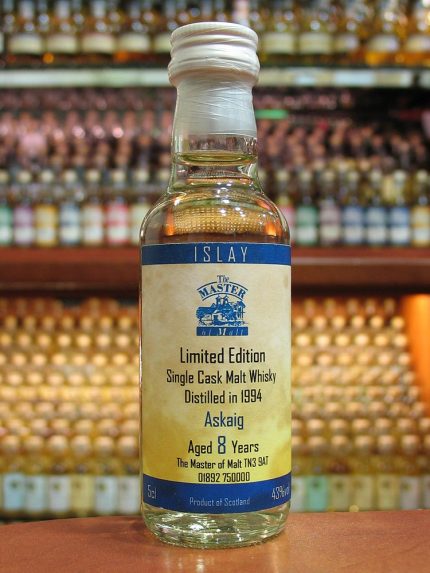 ISLAY
The
MASTER
of Malt
Limited Edition
Single Cask Malt Whisky
Distilled in 1994
Askaig
Aged 8 Years
The Master of Malt TN3 9AT
01892 750000
5cl 43%vol
Product of Scotland